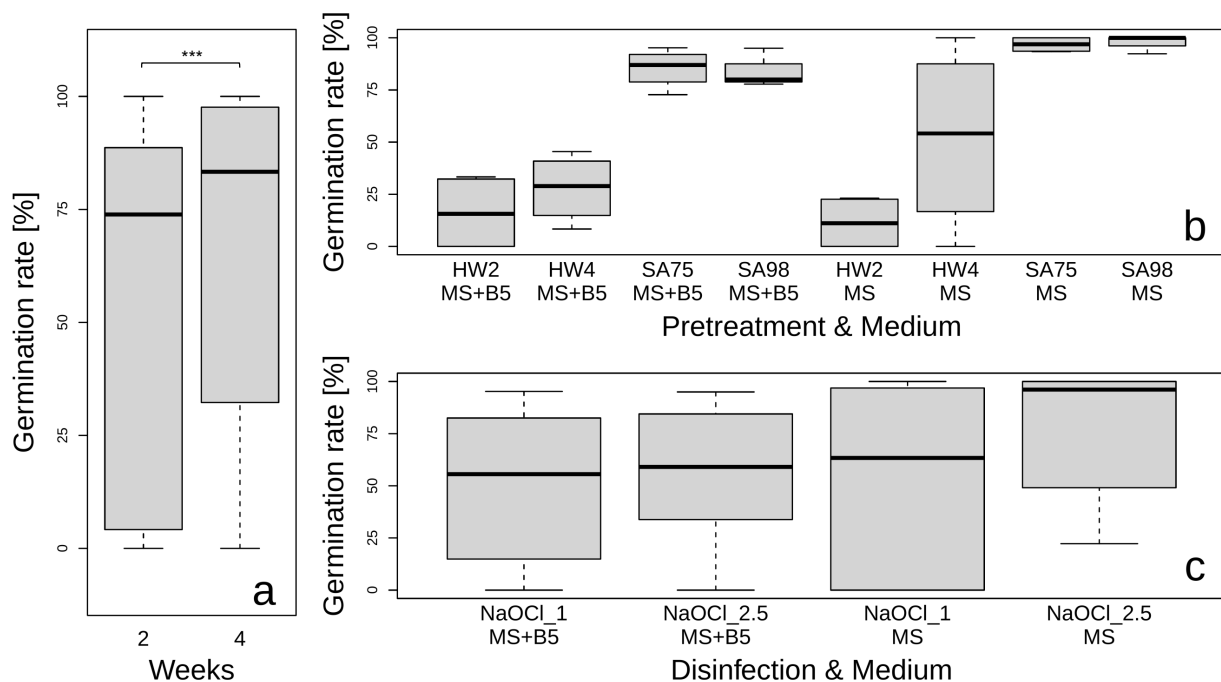 Germination rate [%]
0
25
50
75
100
***
a
2 4
Weeks
Germination rate [%]
0
25
50
75
100
b
HW2 HW4 SA75 SA98 HW2 HW4 SA75 SA98
MS+B5 MS+B5 MS+B5 MS+B5 MS MS MS MS
Pretreatment & Medium
Germination rate [%]
0
25
50
75
100
c
NaOCl_1 NaOCl_2.5 NaOCl_1 NaOCl_2.5
MS+B5 MS+B5 MS MS
Disinfection & Medium